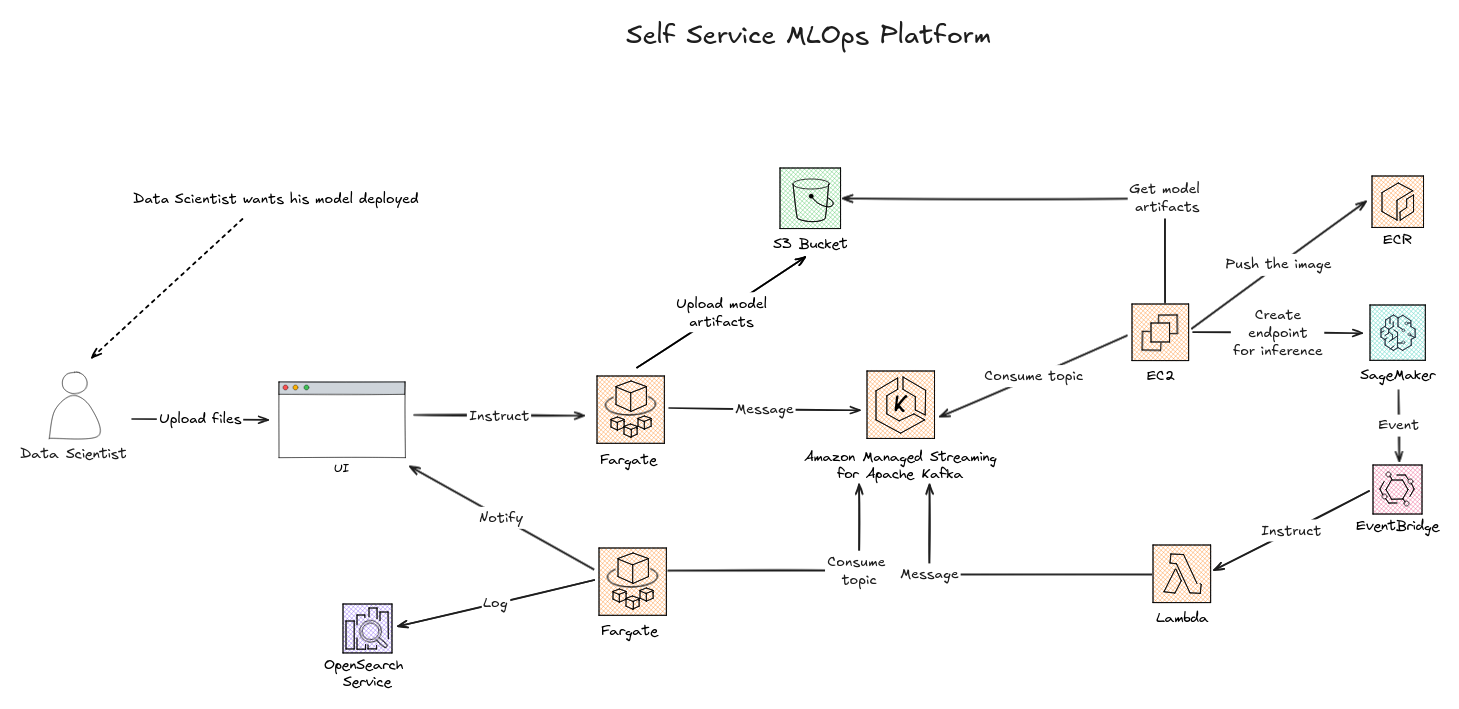 Self Service MLOps Platform
Data Scientist wants his model deployed
Get model
artifacts
S3 Bucket
ECR
Push the image
Upload model
artifacts
Create
endpoint
for inference
Consume topic
EC2
SageMaker
K
Upload files
Instruct
Message
Event
Data Scientist
UI
Fargate
Amazon Managed Streaming
for Apache Kafka
Notify
EventBridge
Instruct
Consume
topic
Message
Log
Fargate
Lambda
OpenSearch
Service